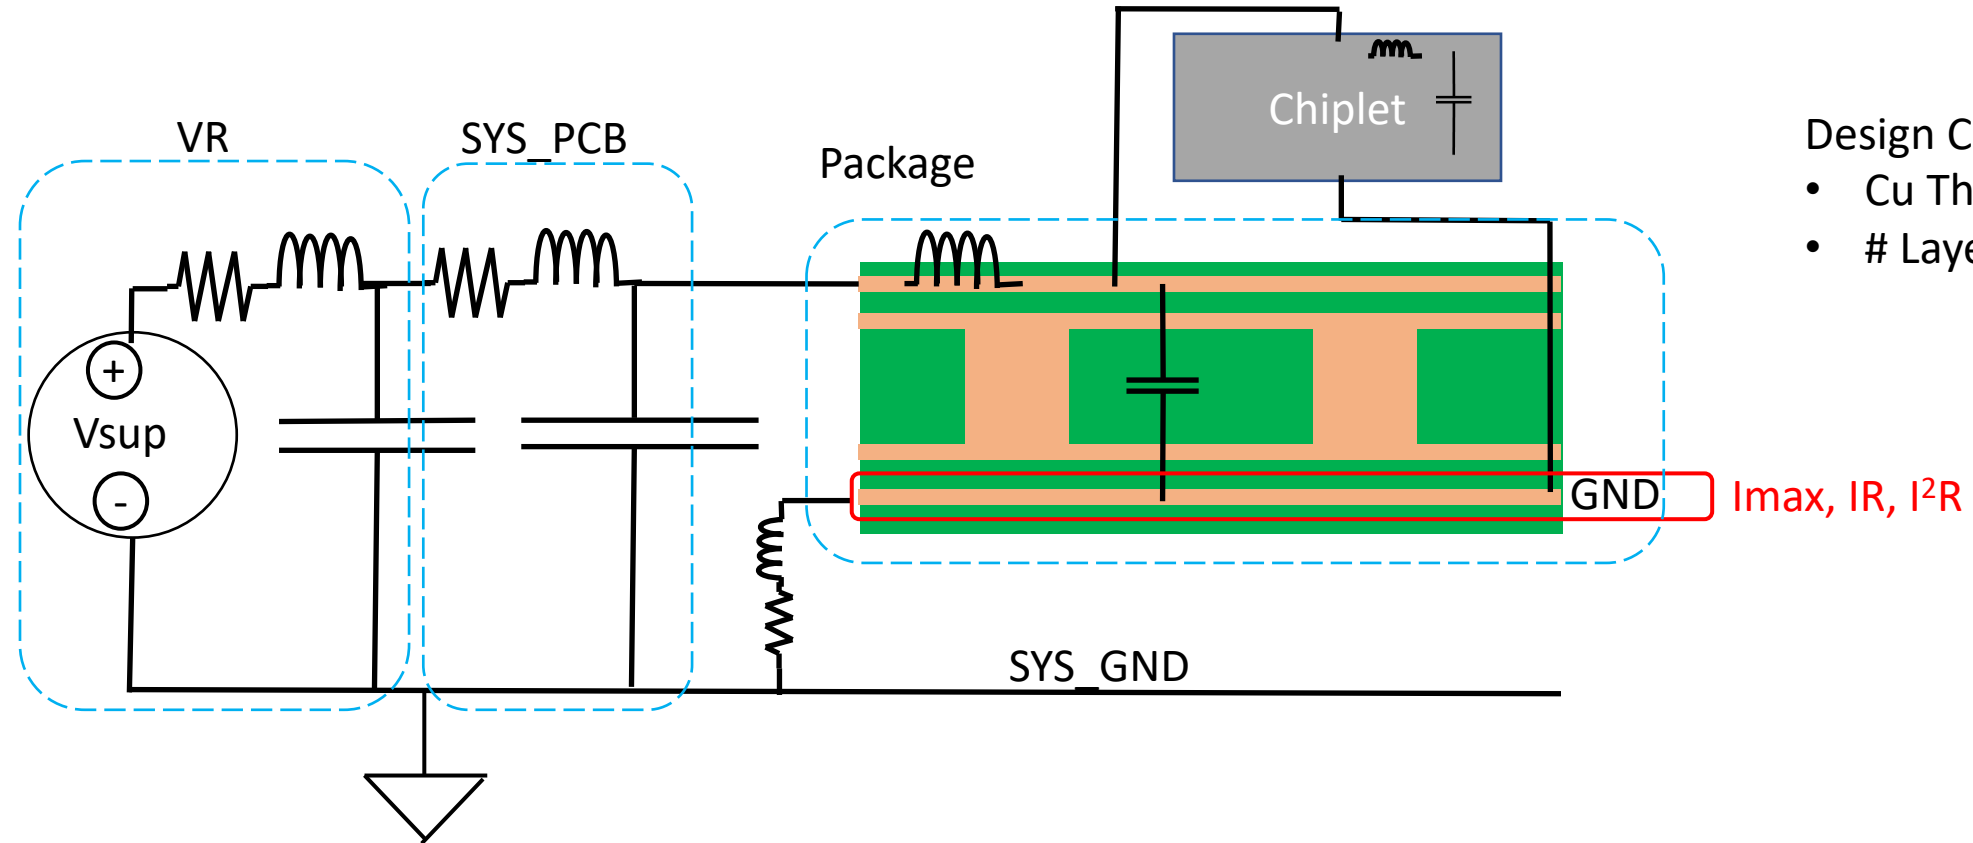 VR
SYS_PCB
Package
Chiplet
Design C
• Cu Th
• # Laye
+
Vsup
-
GND
Imax, IR, I²R
SYS_GND